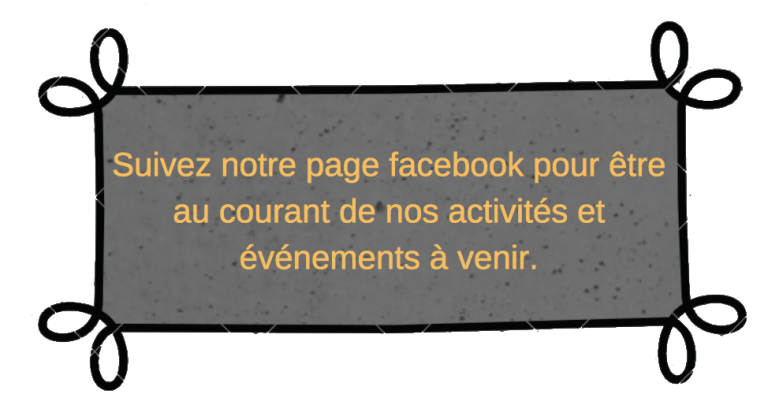 Suivez notre page facebook pour être
au courant de nos activités et
événements à venir.